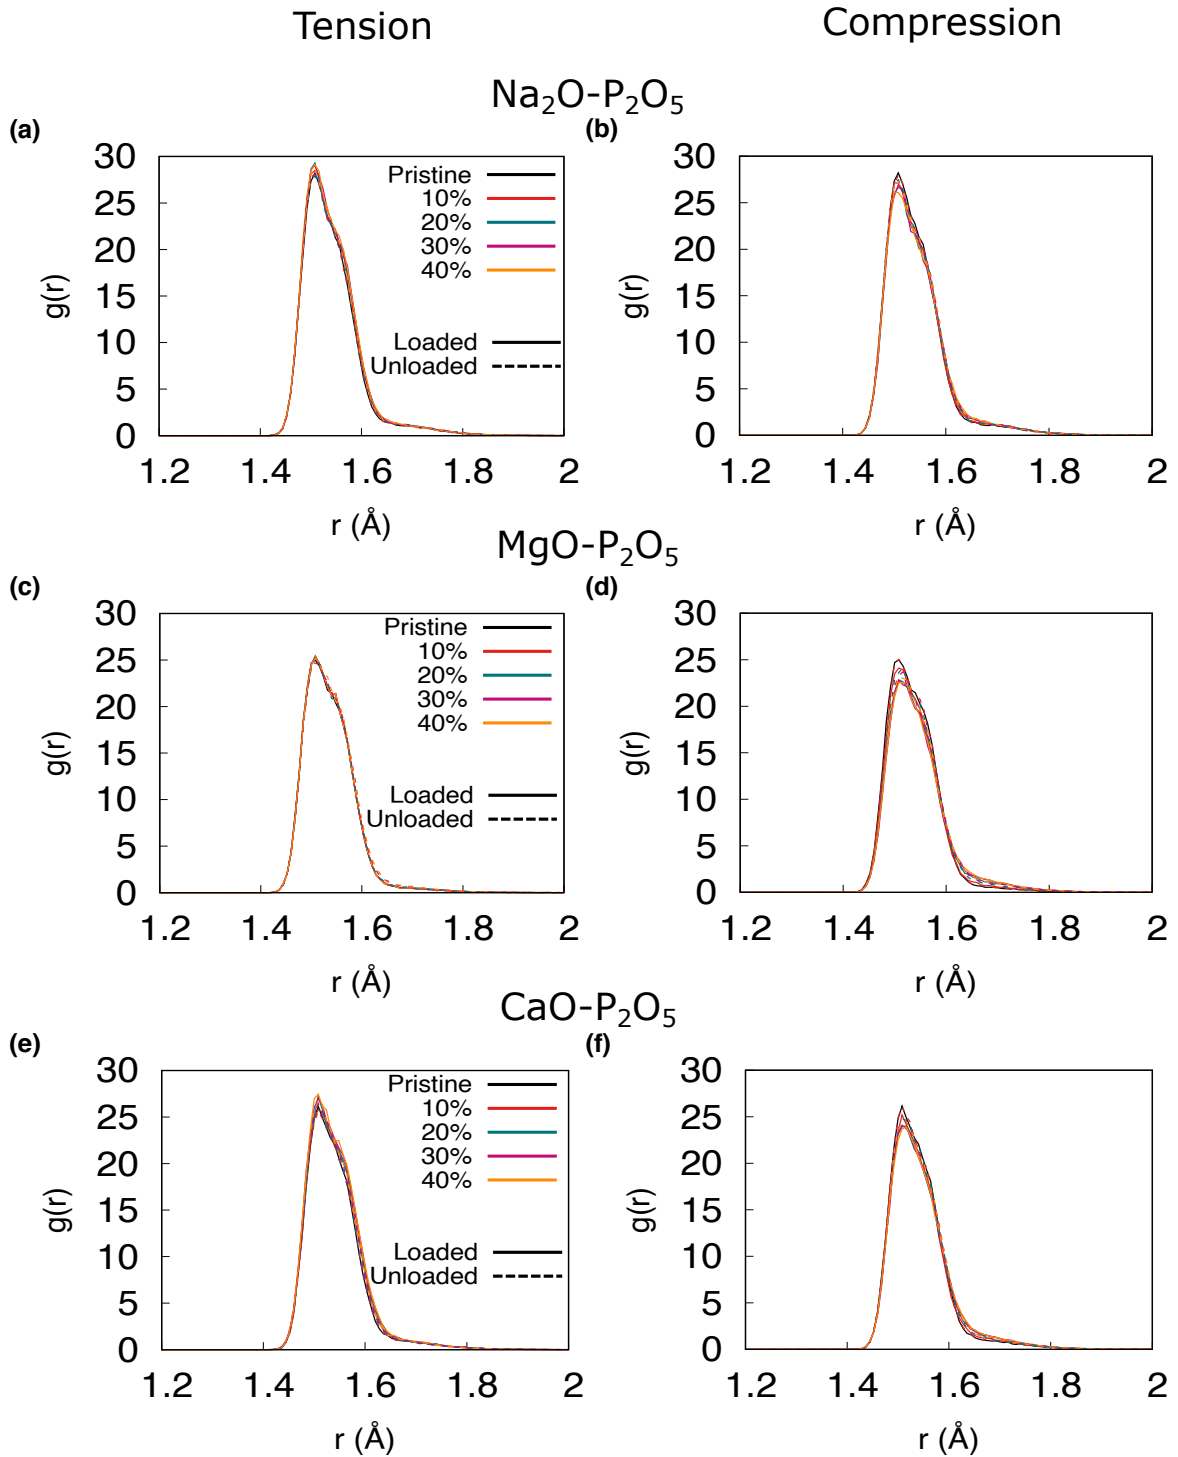 Tension
Compression
Na₂O-P₂O₅
(a)
30
25
20
15
10
5
0
g(r)
1.2 1.4 1.6 1.8 2
r (Å)
Pristine
10%
20%
30%
40%
Loaded
Unloaded
(b)
30
25
20
15
10
5
0
g(r)
1.2 1.4 1.6 1.8 2
r (Å)
MgO-P₂O₅
(c)
30
25
20
15
10
5
0
g(r)
1.2 1.4 1.6 1.8 2
r (Å)
Pristine
10%
20%
30%
40%
Loaded
Unloaded
(d)
30
25
20
15
10
5
0
g(r)
1.2 1.4 1.6 1.8 2
r (Å)
CaO-P₂O₅
(e)
30
25
20
15
10
5
0
g(r)
1.2 1.4 1.6 1.8 2
r (Å)
Pristine
10%
20%
30%
40%
Loaded
Unloaded
(f)
30
25
20
15
10
5
0
g(r)
1.2 1.4 1.6 1.8 2
r (Å)